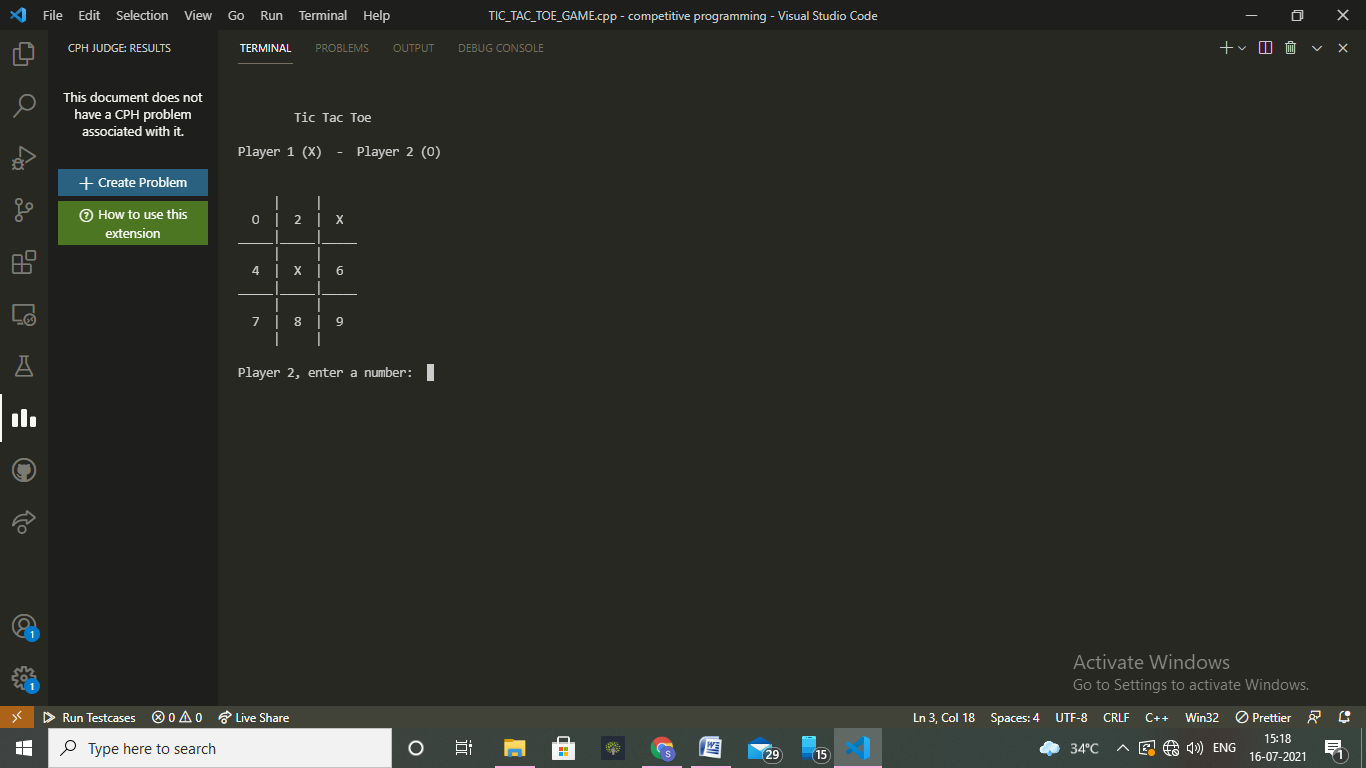 File Edit Selection View Go Run Terminal Help TIC_TAC_TOE_GAME.cpp - competitive programming - Visual Studio Code
CPH JUDGE: RESULTS
This document does not
have a CPH problem
associated with it.
+ Create Problem
How to use this
extension
TERMINAL PROBLEMS OUTPUT DEBUG CONSOLE
Tic Tac Toe
Player 1 (X) - Player 2 (O)
O | 2 | X
4 | X | 6
7 | 8 | 9
Player 2, enter a number:
1
1
Activate Windows
Go to Settings to activate Windows.
Run Testcases 0 0 Live Share Ln 3, Col 18 Spaces: 4 UTF-8 CRLF C++ Win32 Prettier
Type here to search 29 15 34°C ENG 15:18 1
16-07-2021